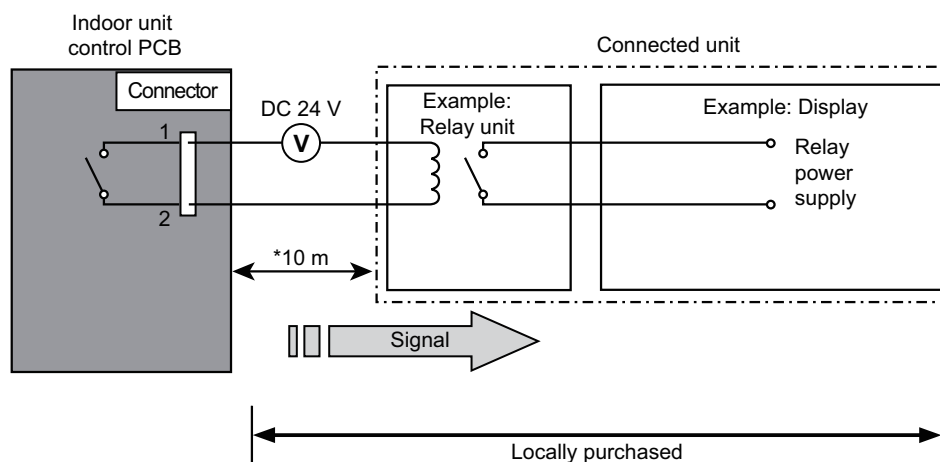 Indoor unit
control PCB
Connector
1
2
DC 24 V
V
*10 m
Connected unit
Example:
Relay unit
Example: Display
Relay
power
supply
Signal
Locally purchased